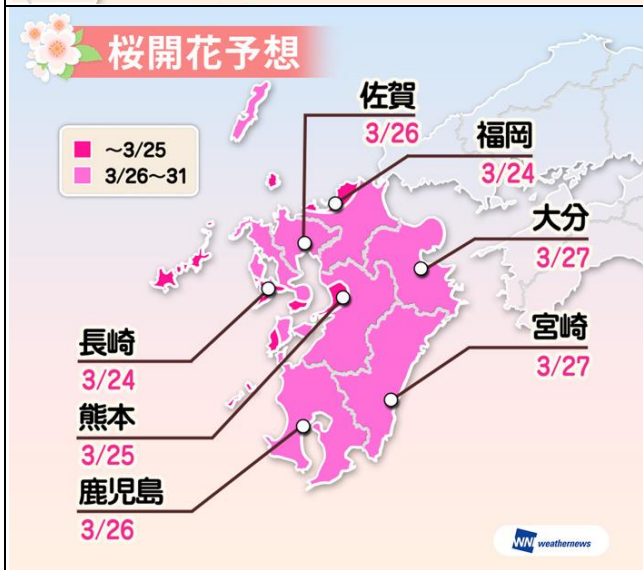 桜開花予想
~3/25
3/26~31
佐賀
3/26
福岡
3/24
大分
3/27
宮崎
3/27
長崎
3/24
熊本
3/25
鹿児島
3/26
WN weathernews